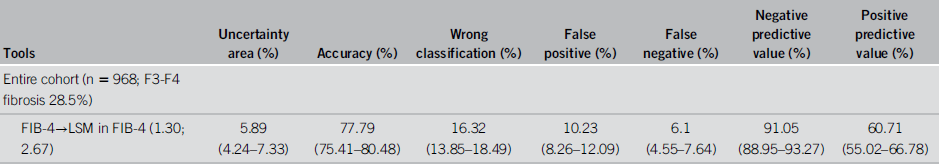 Tools Uncertainty area (%) Accuracy (%) Wrong classification (%) False positive (%) False negative (%) Negative predictive value (%) Positive predictive value (%)
Entire cohort (n = 968; F3-F4
fibrosis 28.5%)
FIB-4→LSM in FIB-4 (1.30; 5.89 77.79 16.32 10.23 6.1 91.05 60.71
2.67) (4.24–7.33) (75.41–80.48) (13.85–18.49) (8.26–12.09) (4.55–7.64) (88.95–93.27) (55.02–66.78)